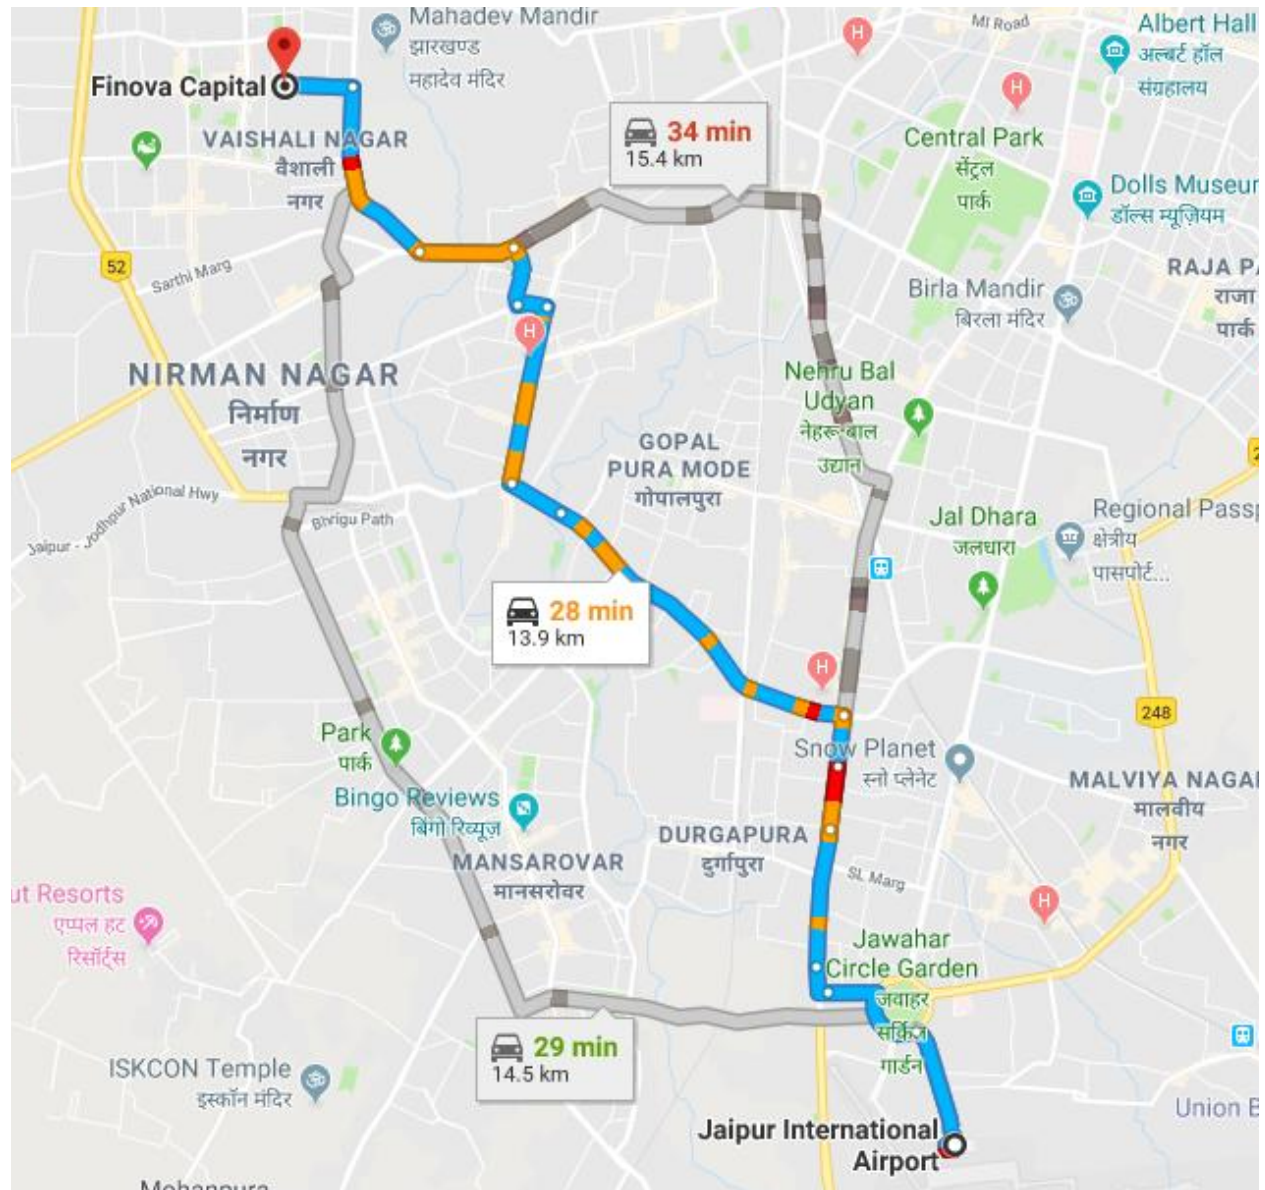 Mahadev Mandir
झारखण्ड
महादेव मंदिर
MI Road
Albert Hall
अल्बर्ट हॉल
संग्रहालय
Finova Capital
H
H
VAISHALI NAGAR
वैशाली
नगर
34 min
15.4 km
Central Park
सेंट्रल
पार्क
Dolls Museum
डॉल्स म्यूज़ियम
52
Sarthi Marg
RAJA PA
राजा
पार्क
Birla Mandir
बिरला मंदिर
H
NIRMAN NAGAR
निर्माण
नगर
Nehru Bal
Udyan
नेहरू बाल
उद्यान
GOPAL
PURA MODE
गोपालपुरा
2
Jaipur - Jodhpur National Hwy
Bhrigu Path
Jal Dhara
जलधारा
Regional Passp
क्षेत्रीय
पासपोर्ट...
28 min
13.9 km
H
248
Park
पार्क
Snow Planet
स्नो प्लेनेट
MALVIYA NAGA
मालवीय
नगर
Bingo Reviews
बिंगो रिव्यूज़
DURGAPURA
दुर्गापुरा
MANSAROVAR
मानसरोवर
SL Marg
ut Resorts
एप्पल हट
रिसॉर्ट्स
H
Jawahar
Circle Garden
जवाहर
सर्किल
गार्डन
29 min
14.5 km
ISKCON Temple
इस्कॉन मंदिर
Union B
Jaipur International
Airport
Mohanpura